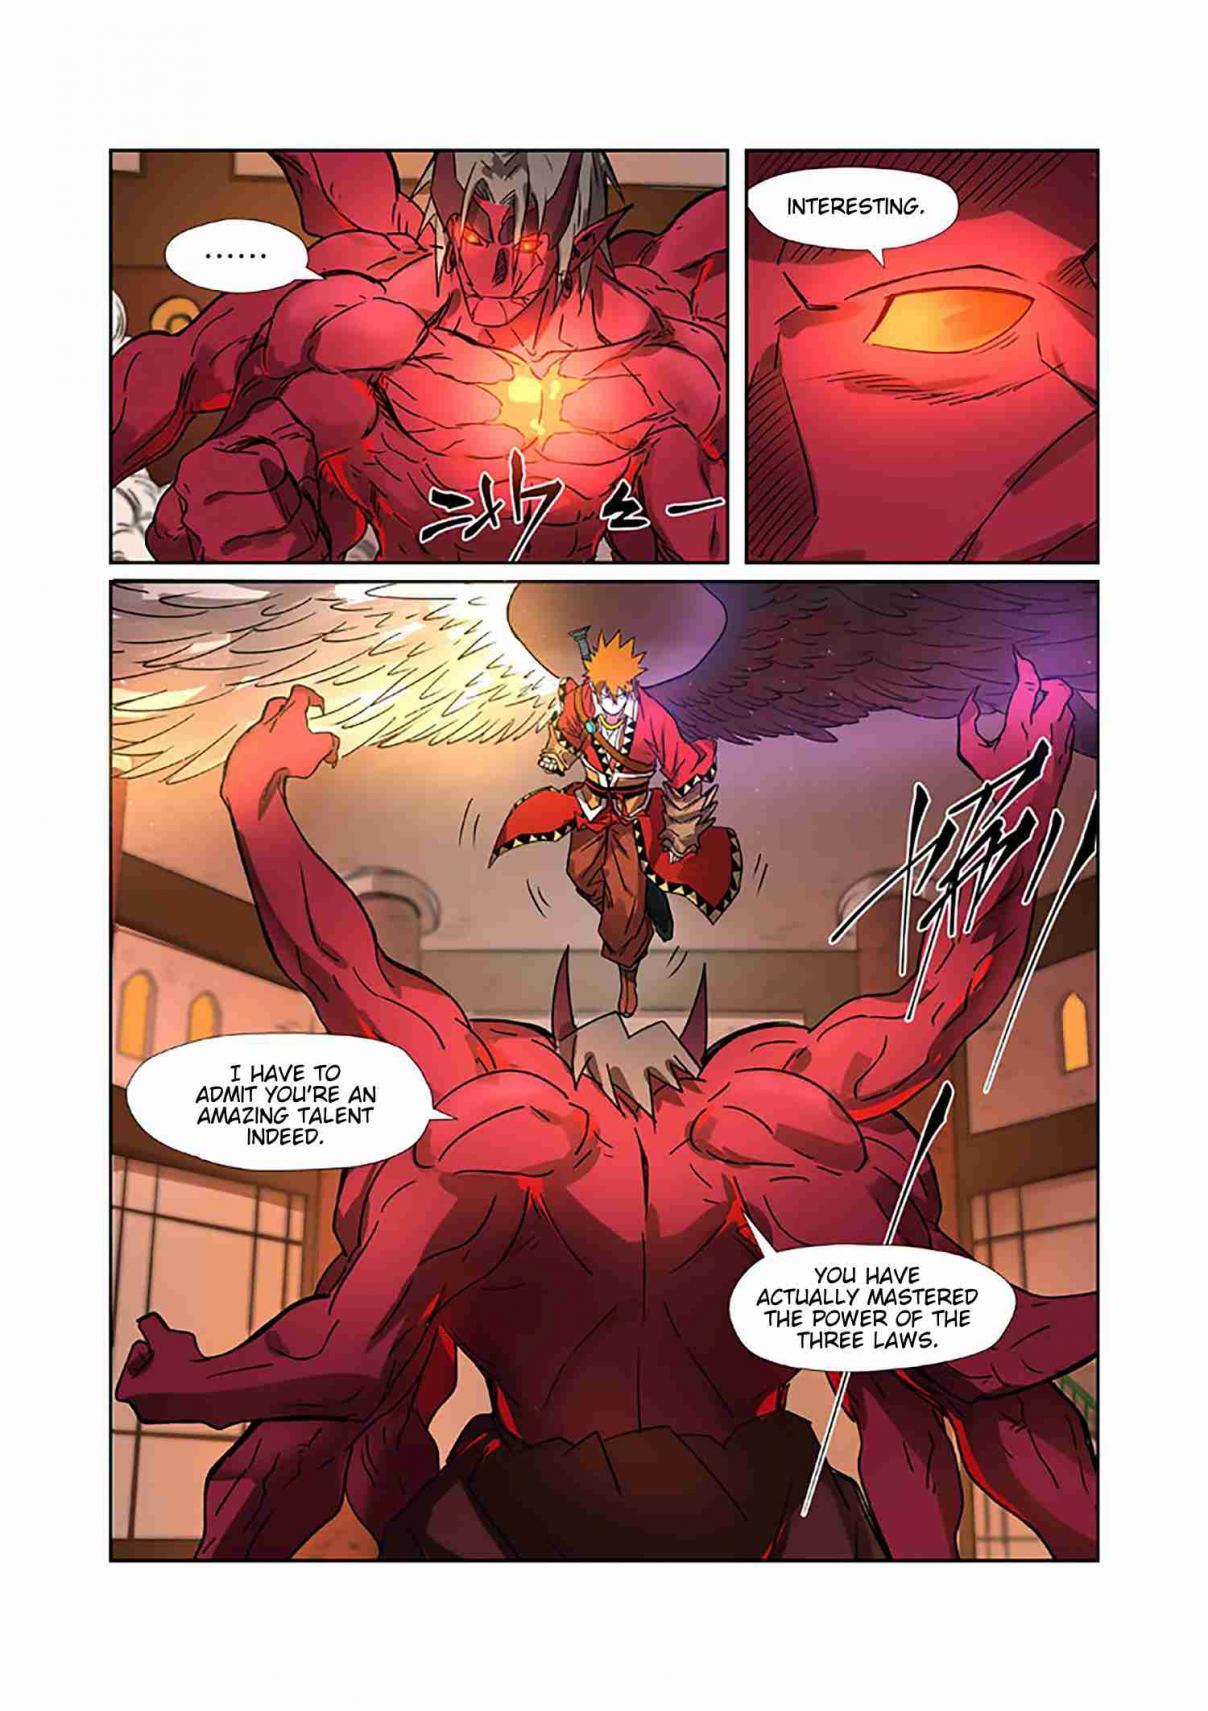 ......
INTERESTING.
I HAVE TO
ADMIT YOU'RE AN
AMAZING TALENT
INDEED.
YOU HAVE
ACTUALLY MASTERED
THE POWER OF THE
THREE LAWS.